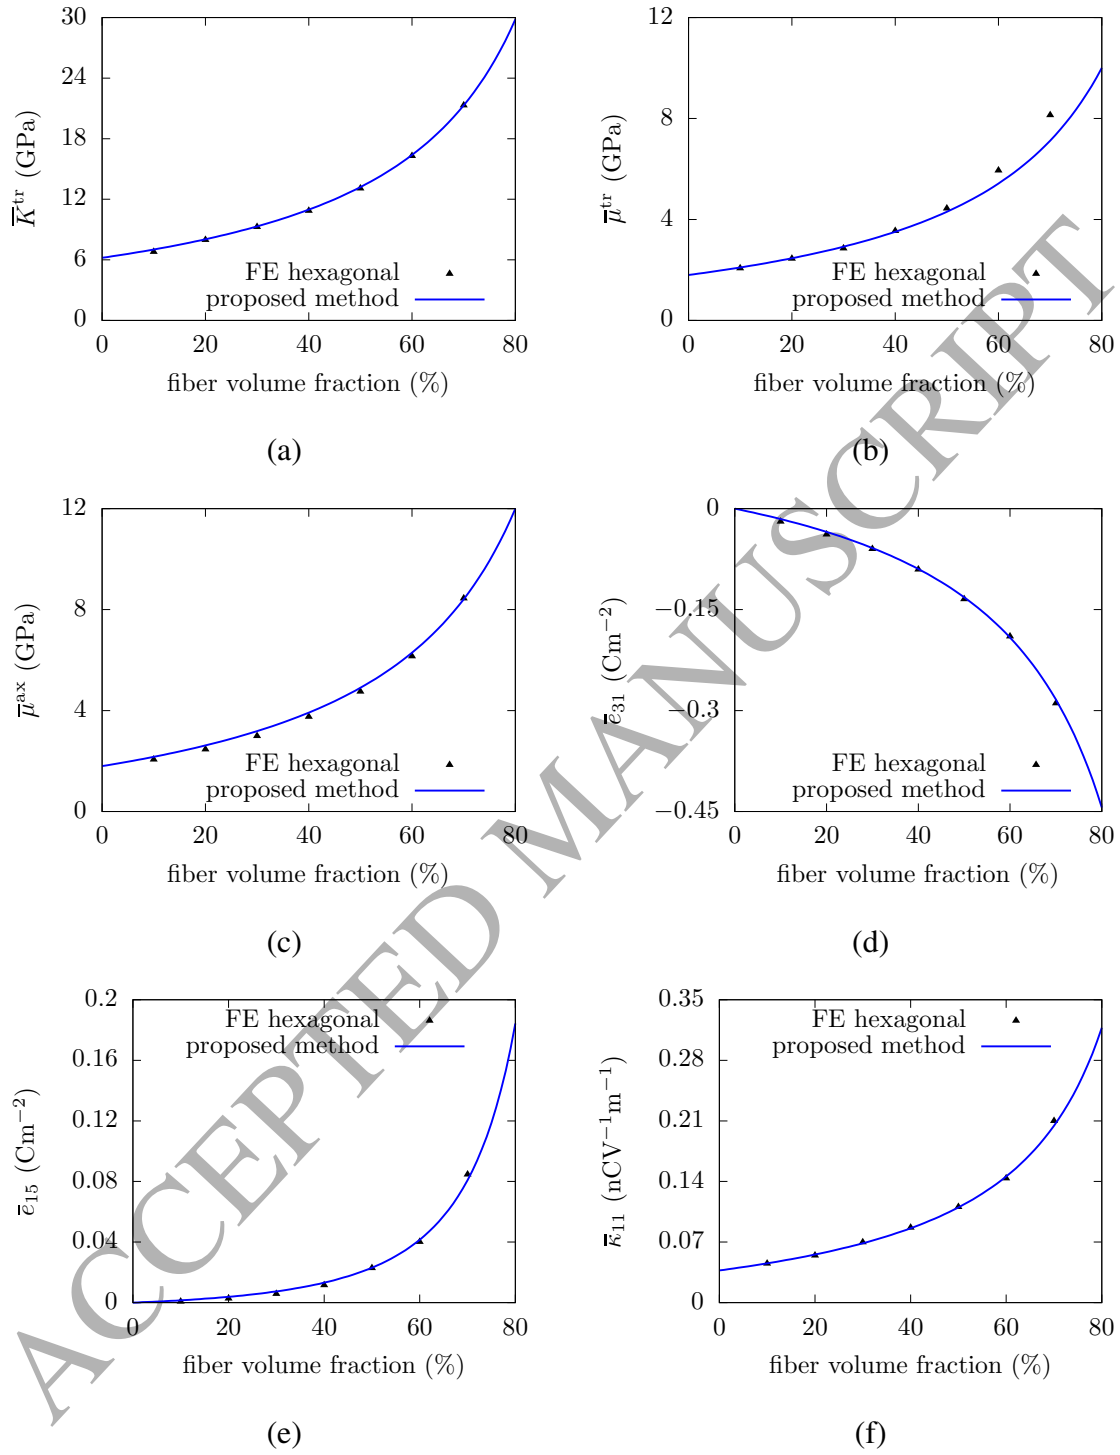 30
24
18
12
6
0
0 20 40 60 80
K̅ᵗʳ (GPa)
FE hexagonal
proposed method
fiber volume fraction (%)
(a)
12
8
4
0
0 20 40 60 80
μ̅ᵗʳ (GPa)
FE hexagonal
proposed method
fiber volume fraction (%)
(b)
12
8
4
0
0 20 40 60 80
μ̅ᵃˣ (GPa)
FE hexagonal
proposed method
fiber volume fraction (%)
(c)
0
−0.15
−0.3
−0.45
0 20 40 60 80
e̅₃₁ (Cm⁻²)
FE hexagonal
proposed method
fiber volume fraction (%)
(d)
0.2
0.16
0.12
0.08
0.04
0
0 20 40 60 80
e̅₁₅ (Cm⁻²)
FE hexagonal
proposed method
fiber volume fraction (%)
(e)
0.35
0.28
0.21
0.14
0.07
0
0 20 40 60 80
κ̅₁₁ (nCV⁻¹m⁻¹)
FE hexagonal
proposed method
fiber volume fraction (%)
(f)
ACCEPTED MANUSCRIPT